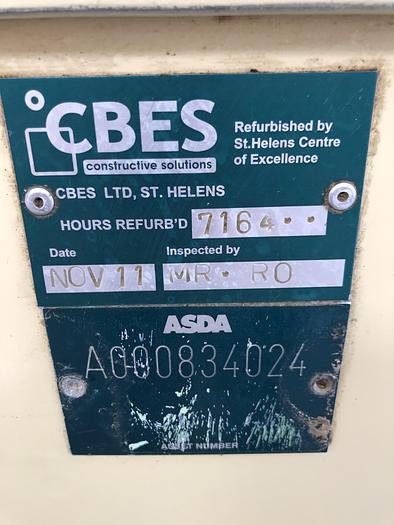 CBES
constructive solutions
Refurbished by
St.Helens Centre
of Excellence
CBES LTD, ST. HELENS
HOURS REFURB'D 7164··
Date Inspected by
NOV 11 MR· RO
ASDA
A000834024
ASSET NUMBER